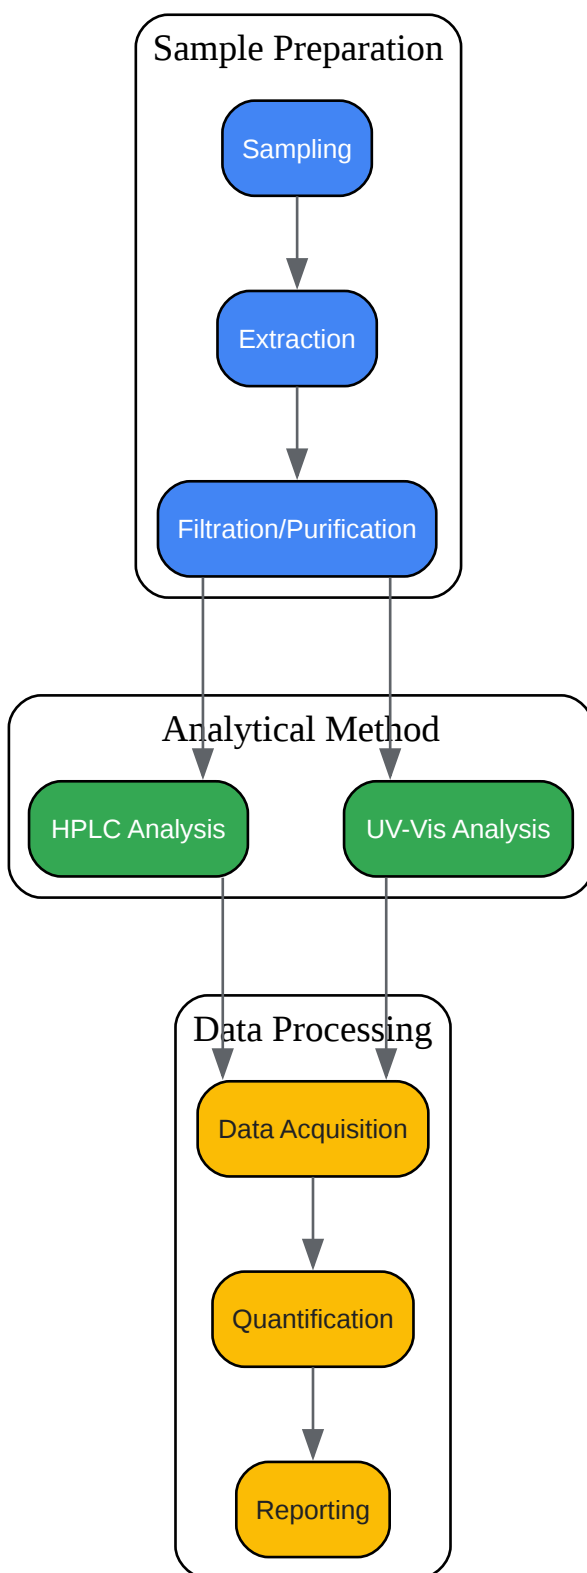 Sample Preparation
Sampling
Extraction
Filtration/Purification
Analytical Method
HPLC Analysis
UV-Vis Analysis
Data Processing
Data Acquisition
Quantification
Reporting